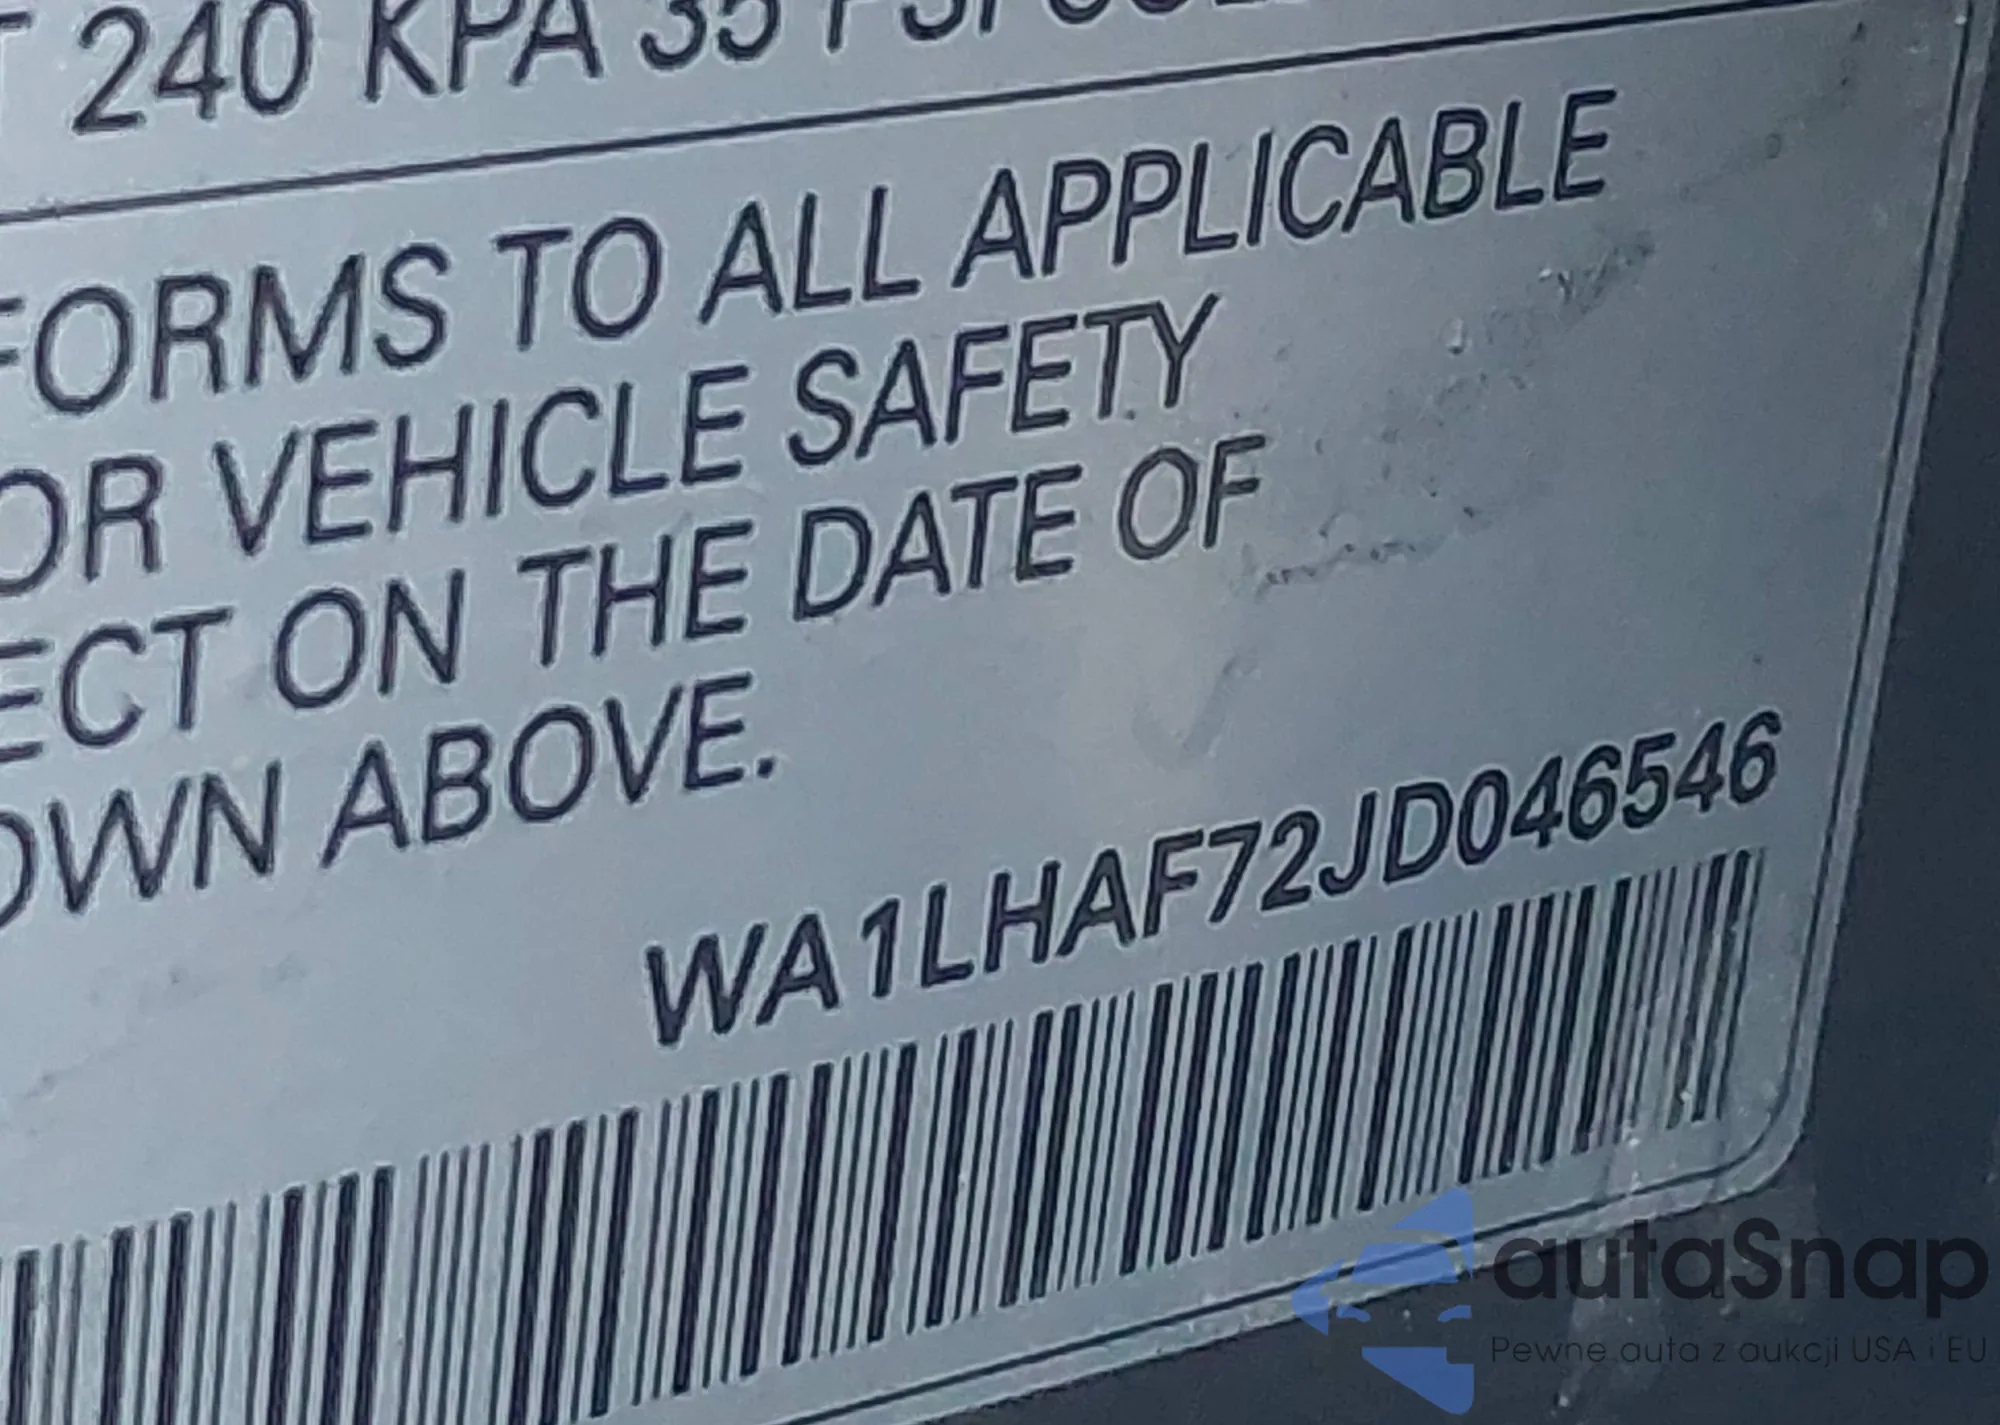 240 KPA 35 PSI
FORMS TO ALL APPLICABLE
OR VEHICLE SAFETY
ECT ON THE DATE OF
OWN ABOVE.
WA1LHAF72JD046546
autaSnap
Pewne auta z aukcji USA i EU